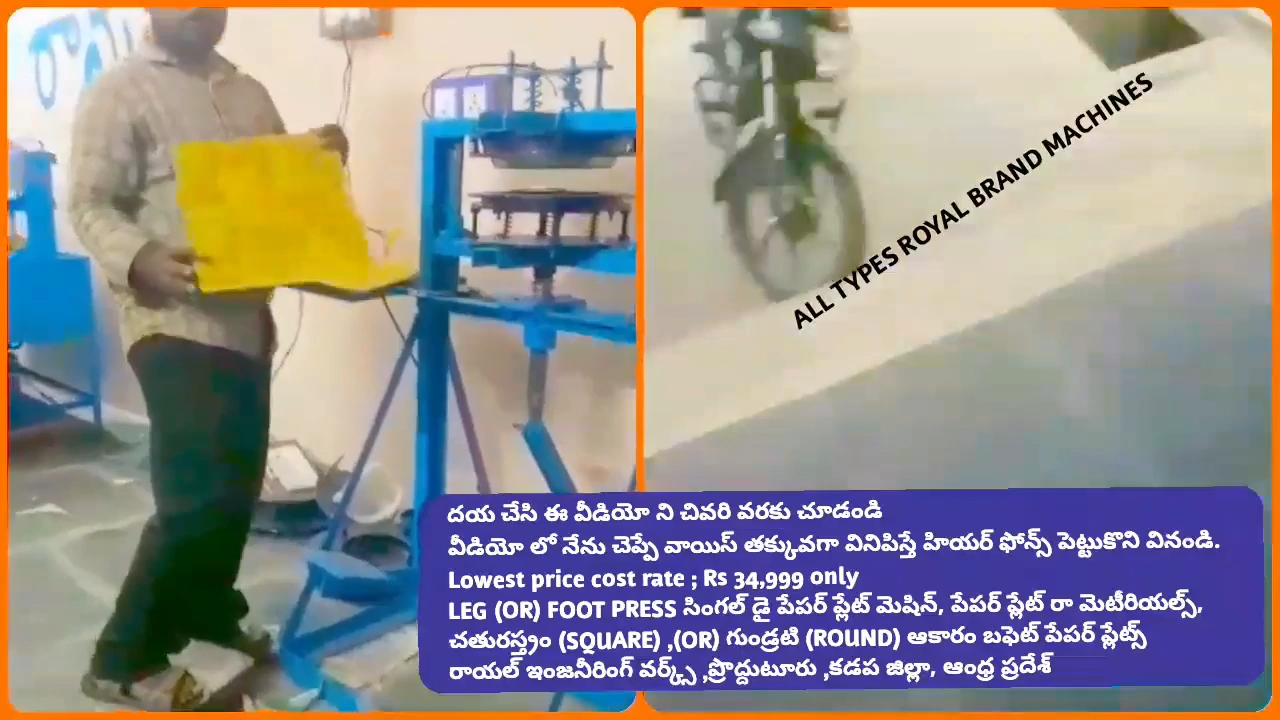 ALL TYPES ROYAL BRAND MACHINES
దయ చేసి ఈ వీడియో ని చివరి వరకు చూడండి
వీడియో లో నేను చెప్పే వాయిస్ తక్కువగా వినిపిస్తే హియర్ ఫోన్స్ పెట్టుకొని వినండి.
Lowest price cost rate ; Rs 34,999 only
LEG (OR) FOOT PRESS సింగల్ డై పేపర్ ప్లేట్ మెషిన్, పేపర్ ప్లేట్ రా మెటీరియల్స్,
చతురస్త్రం (SQUARE) ,(OR) గుండ్రటి (ROUND) ఆకారం బఫెట్ పేపర్ ప్లేట్స్
రాయల్ ఇంజనీరింగ్ వర్క్స్ ,ప్రొద్దుటూరు ,కడప జిల్లా, ఆంధ్ర ప్రదేశ్